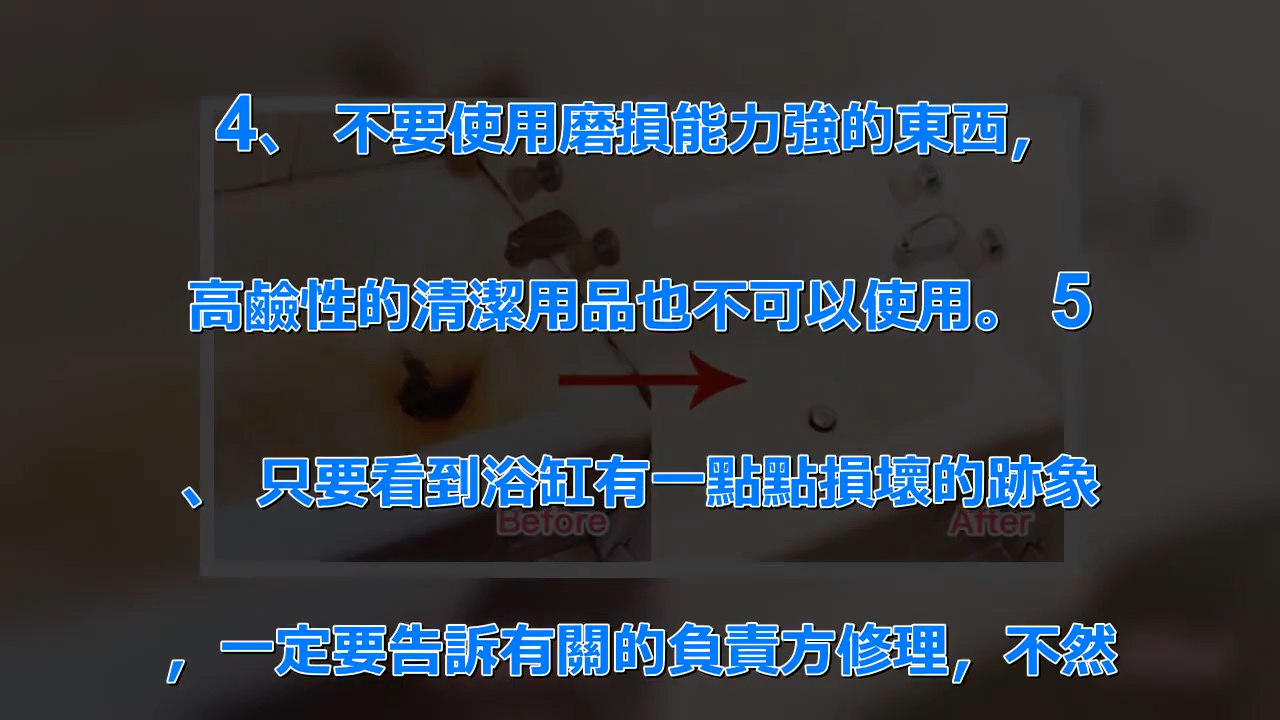 4、 不要使用磨損能力強的東西，
高鹼性的清潔用品也不可以使用。 5
、 只要看到浴缸有一點點損壞的跡象
Before
After
，一定要告訴有關的負責方修理，不然